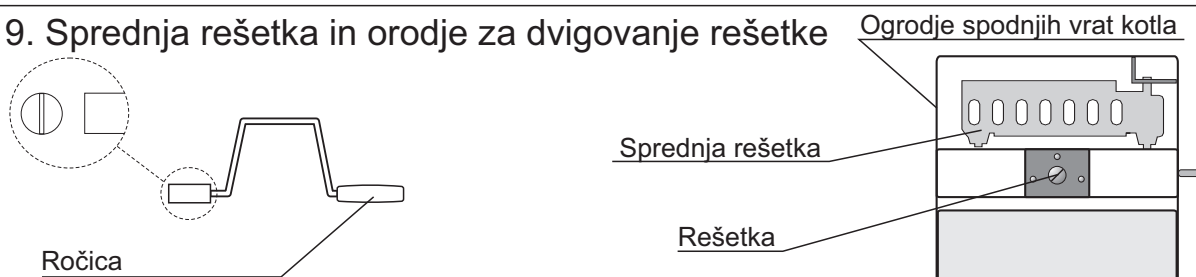 9. Sprednja rešetka in orodje za dvigovanje rešetke
Ogrodje spodnjih vrat kotla
Sprednja rešetka
Rešetka
Ročica